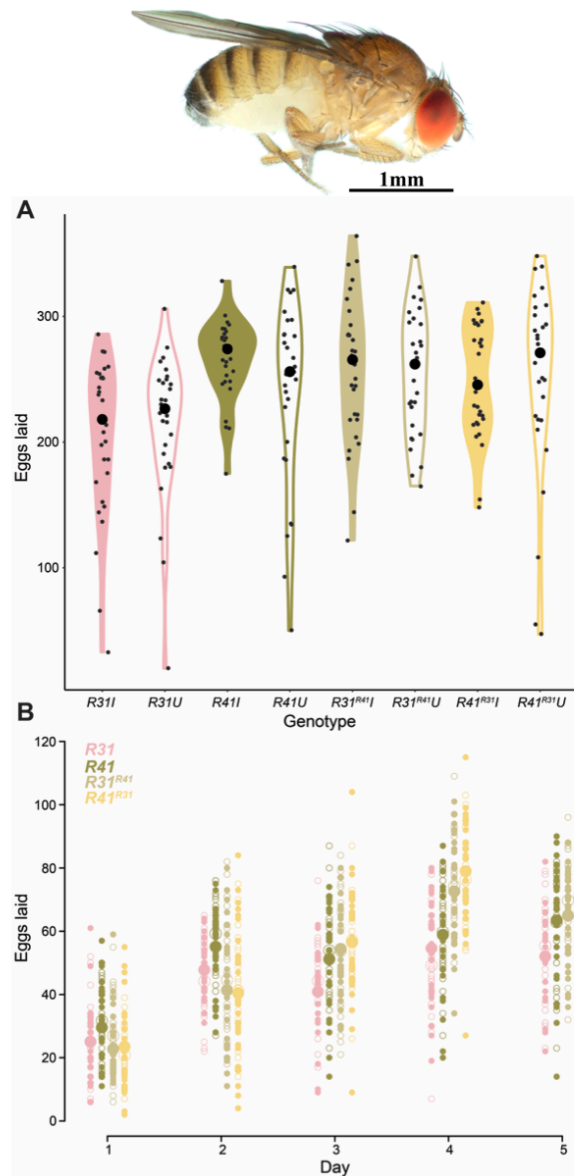 1mm
A
300
200
100
Eggs laid
R31I R31U R41I R41U R31ᴿ⁴¹I R31ᴿ⁴¹U R41ᴿ³¹I R41ᴿ³¹U
Genotype
B
120
100
80
60
40
20
0
Eggs laid
R31
R41
R31ᴿ⁴¹
R41ᴿ³¹
1 2 3 4 5
Day